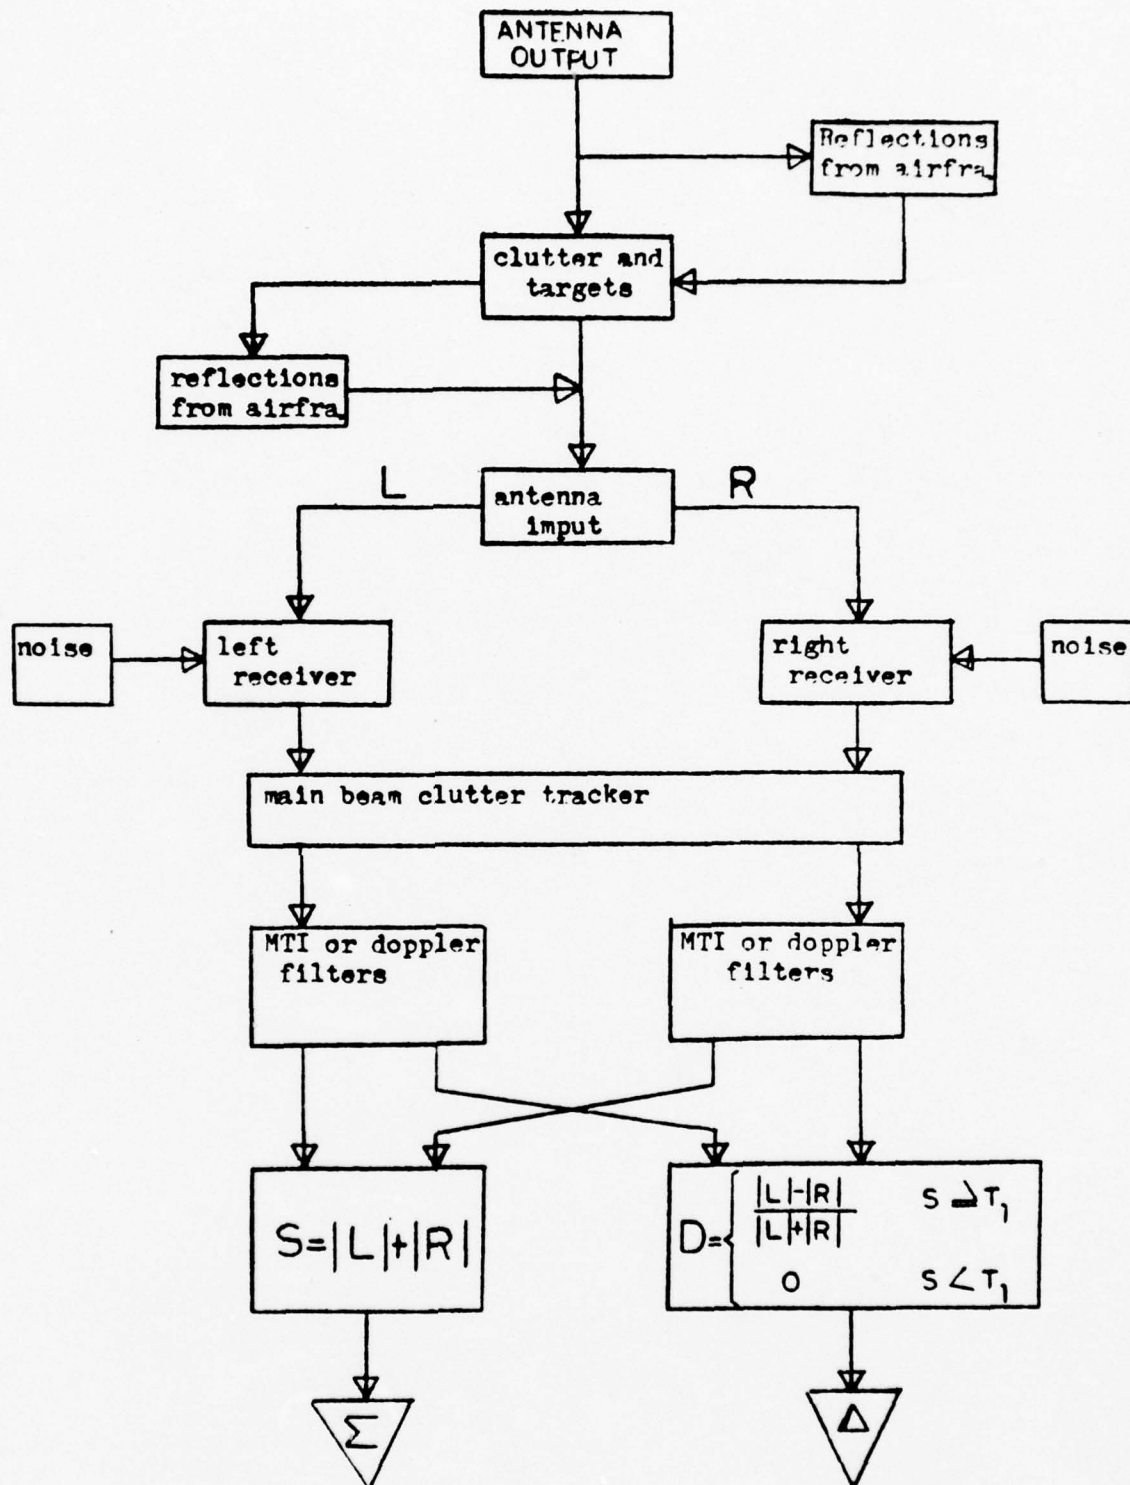 ANTENNA
OUTPUT
Reflections
from airfra.
clutter and
targets
reflections
from airfra.
L
R
antenna
imput
noise
left
receiver
right
receiver
noise
main beam clutter tracker
MTI or doppler
filters
MTI or doppler
filters
S=|L|+|R|
D={ |L|-|R| / |L|+|R| S ≥ T₁
0 S < T₁
Σ
Δ